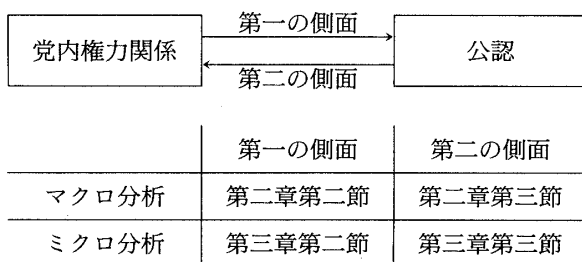 第一の側面
党内権力関係 公認
第二の側面
第一の側面 第二の側面
マクロ分析 第二章第二節 第二章第三節
ミクロ分析 第三章第二節 第三章第三節